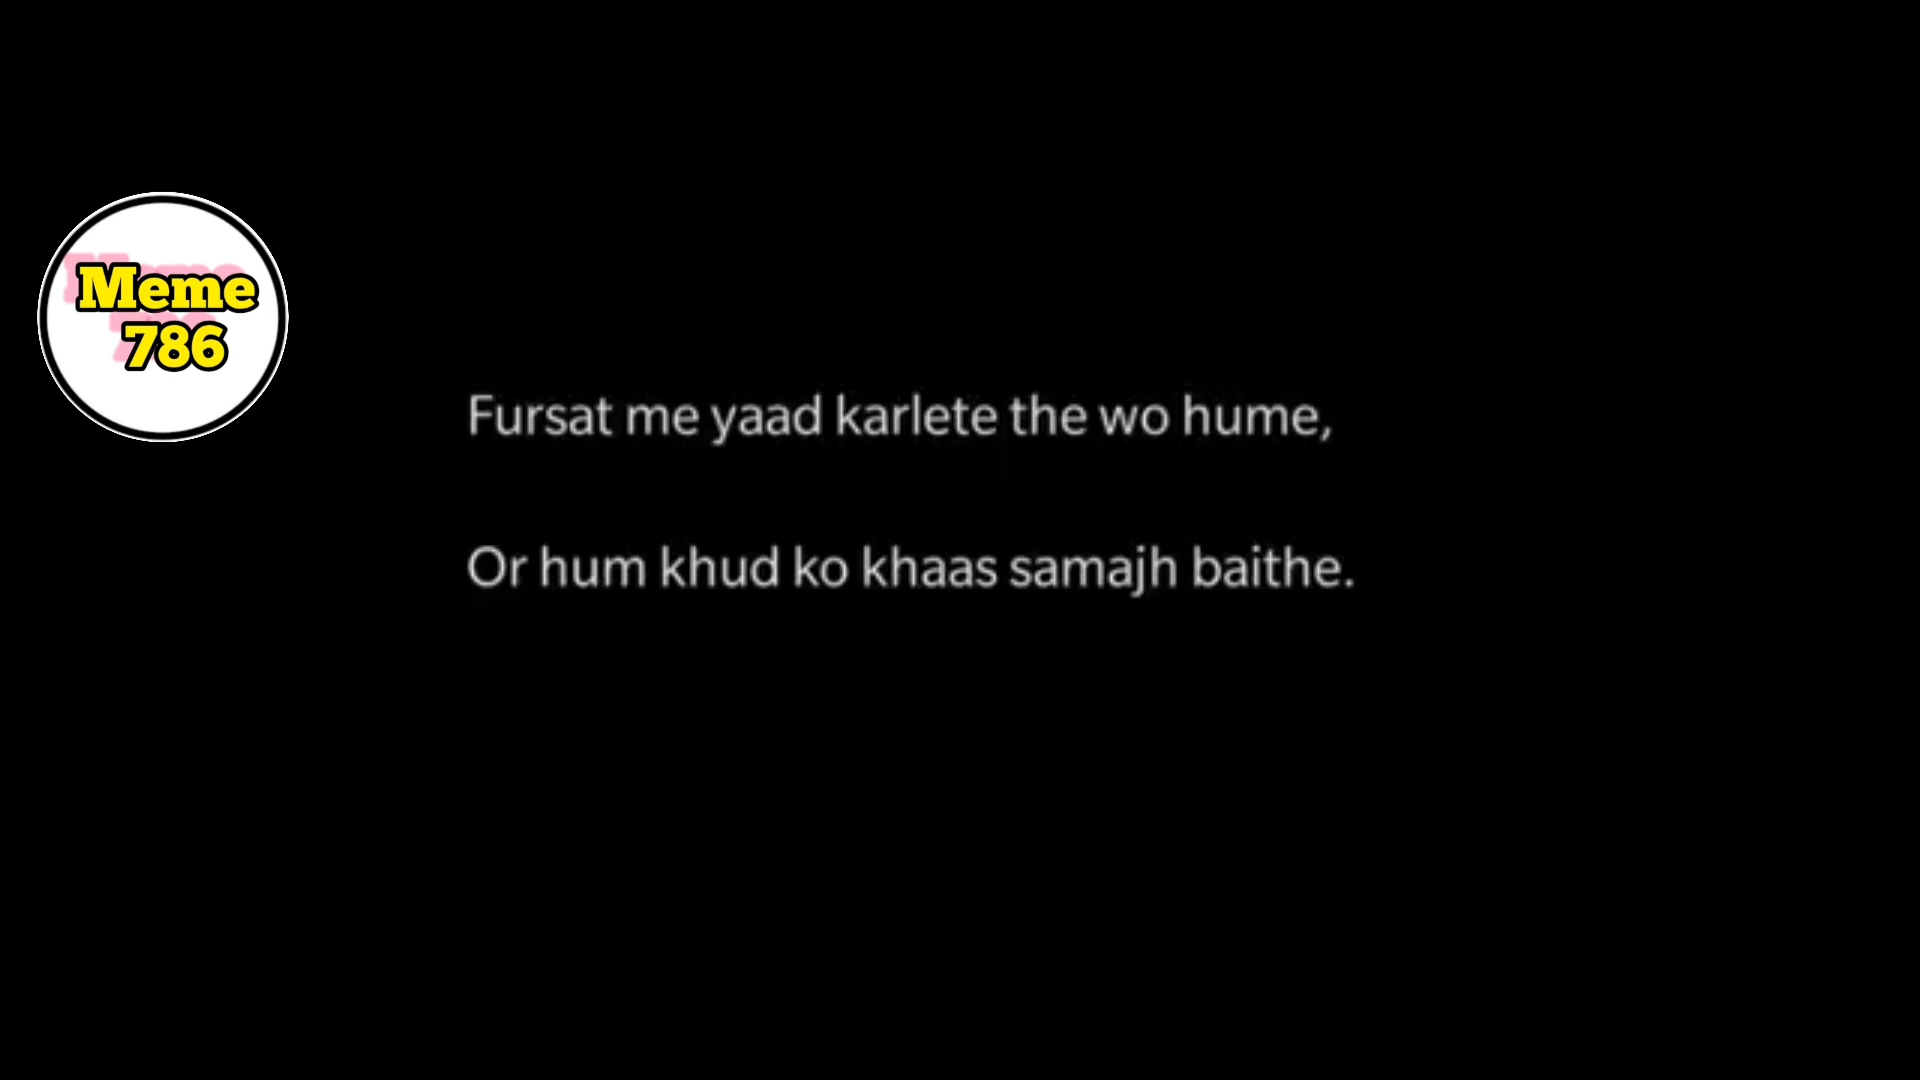 Meme
786
Fursat me yaad karlete the wo hume,
Or hum khud ko khaas samajh baithe.